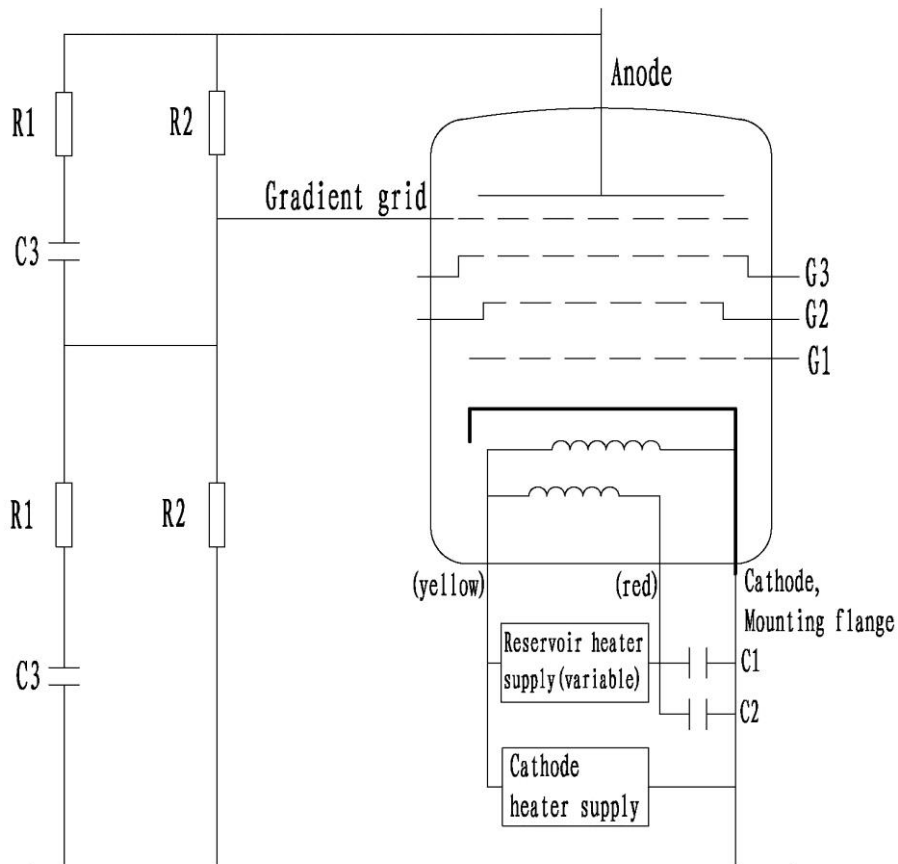 Anode
R1
R2
Gradient grid
C3
G3
G2
G1
R1
R2
(yellow)
(red)
Cathode,
Mounting flange
Reservoir heater
supply(variable)
C1
C3
C2
Cathode
heater supply